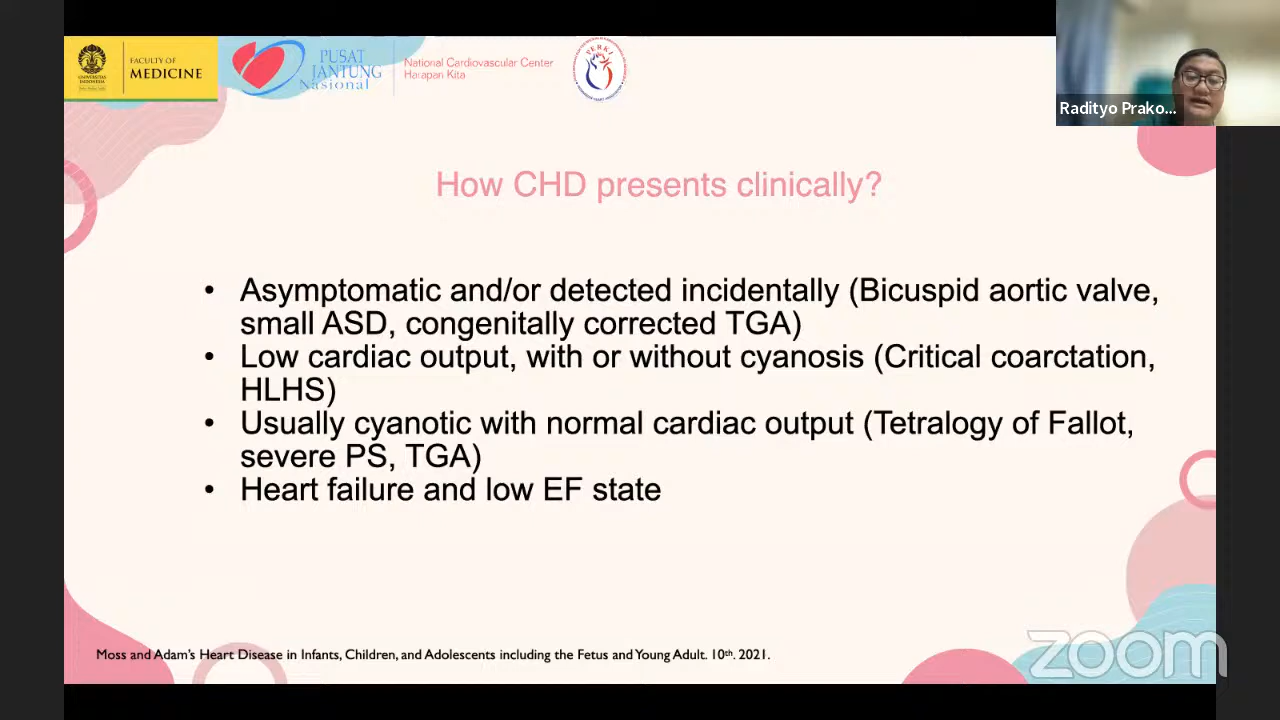 FACULTY OF
MEDICINE
UNIVERSITAS
INDONESIA
PUSAT
JANTUNG
Nasional
National Cardiovascular Center
Harapan Kita
PERKI
Radityo Prako...
How CHD presents clinically?
• Asymptomatic and/or detected incidentally (Bicuspid aortic valve,
small ASD, congenitally corrected TGA)
• Low cardiac output, with or without cyanosis (Critical coarctation,
HLHS)
• Usually cyanotic with normal cardiac output (Tetralogy of Fallot,
severe PS, TGA)
• Heart failure and low EF state
Moss and Adam's Heart Disease in Infants, Children, and Adolescents including the Fetus and Young Adult. 10th. 2021.
zoom